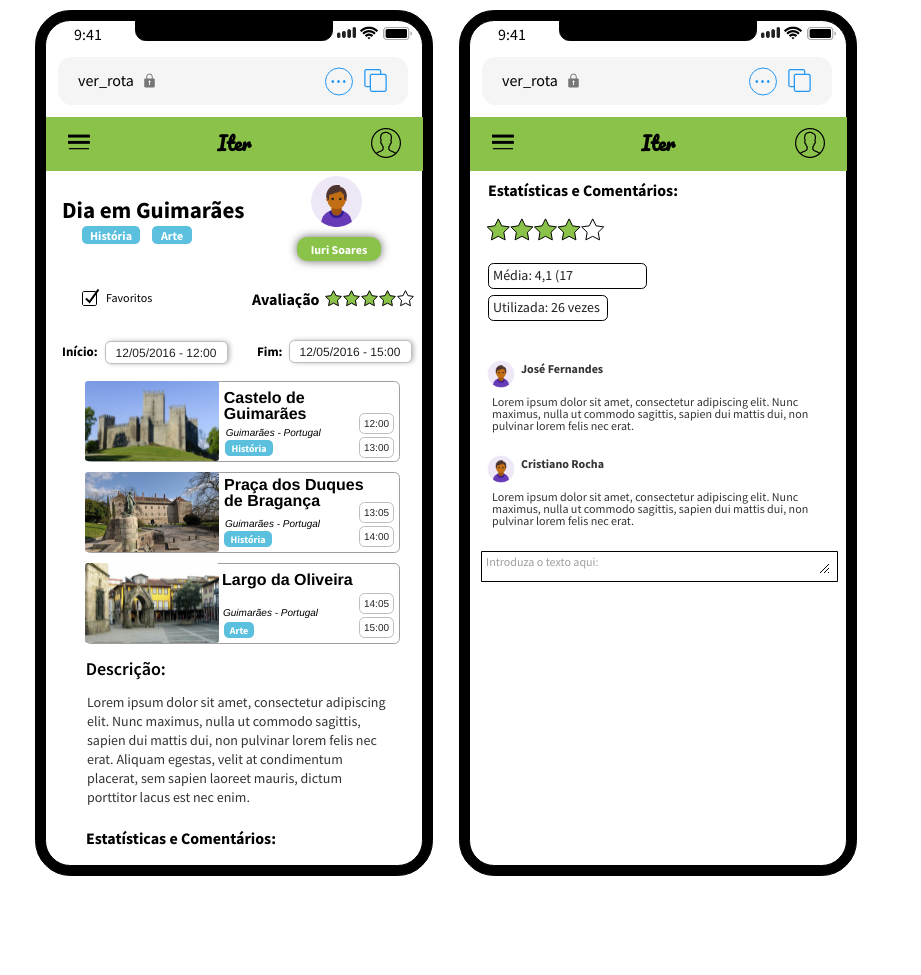 9:41
ver_rota
Iter
Dia em Guimarães
História Arte
Iuri Soares
Favoritos
Avaliação
Início: 12/05/2016 - 12:00 Fim: 12/05/2016 - 15:00
Castelo de
Guimarães
Guimarães - Portugal
História
12:00
13:00
Praça dos Duques
de Bragança
Guimarães - Portugal
História
13:05
14:00
Largo da Oliveira
Guimarães - Portugal
Arte
14:05
15:00
Descrição:
Lorem ipsum dolor sit amet, consectetur adipiscing
elit. Nunc maximus, nulla ut commodo sagittis,
sapien dui mattis dui, non pulvinar lorem felis nec
erat. Aliquam egestas, velit at condimentum
placerat, sem sapien laoreet mauris, dictum
porttitor lacus est nec enim.
Estatísticas e Comentários:
9:41
ver_rota
Iter
Estatísticas e Comentários:
Média: 4,1 (17
Utilizada: 26 vezes
José Fernandes
Lorem ipsum dolor sit amet, consectetur adipiscing elit. Nunc
maximus, nulla ut commodo sagittis, sapien dui mattis dui, non
pulvinar lorem felis nec erat.
Cristiano Rocha
Lorem ipsum dolor sit amet, consectetur adipiscing elit. Nunc
maximus, nulla ut commodo sagittis, sapien dui mattis dui, non
pulvinar lorem felis nec erat.
Introduza o texto aqui: